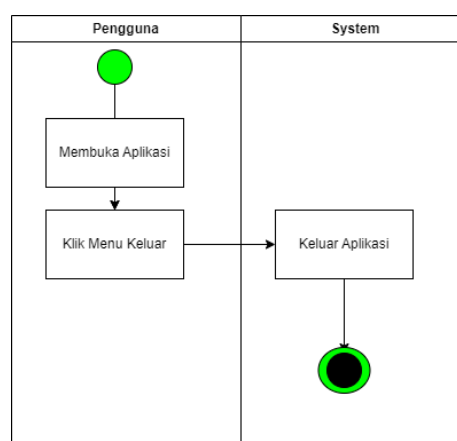 Pengguna
System
Membuka Aplikasi
Klik Menu Keluar
Keluar Aplikasi